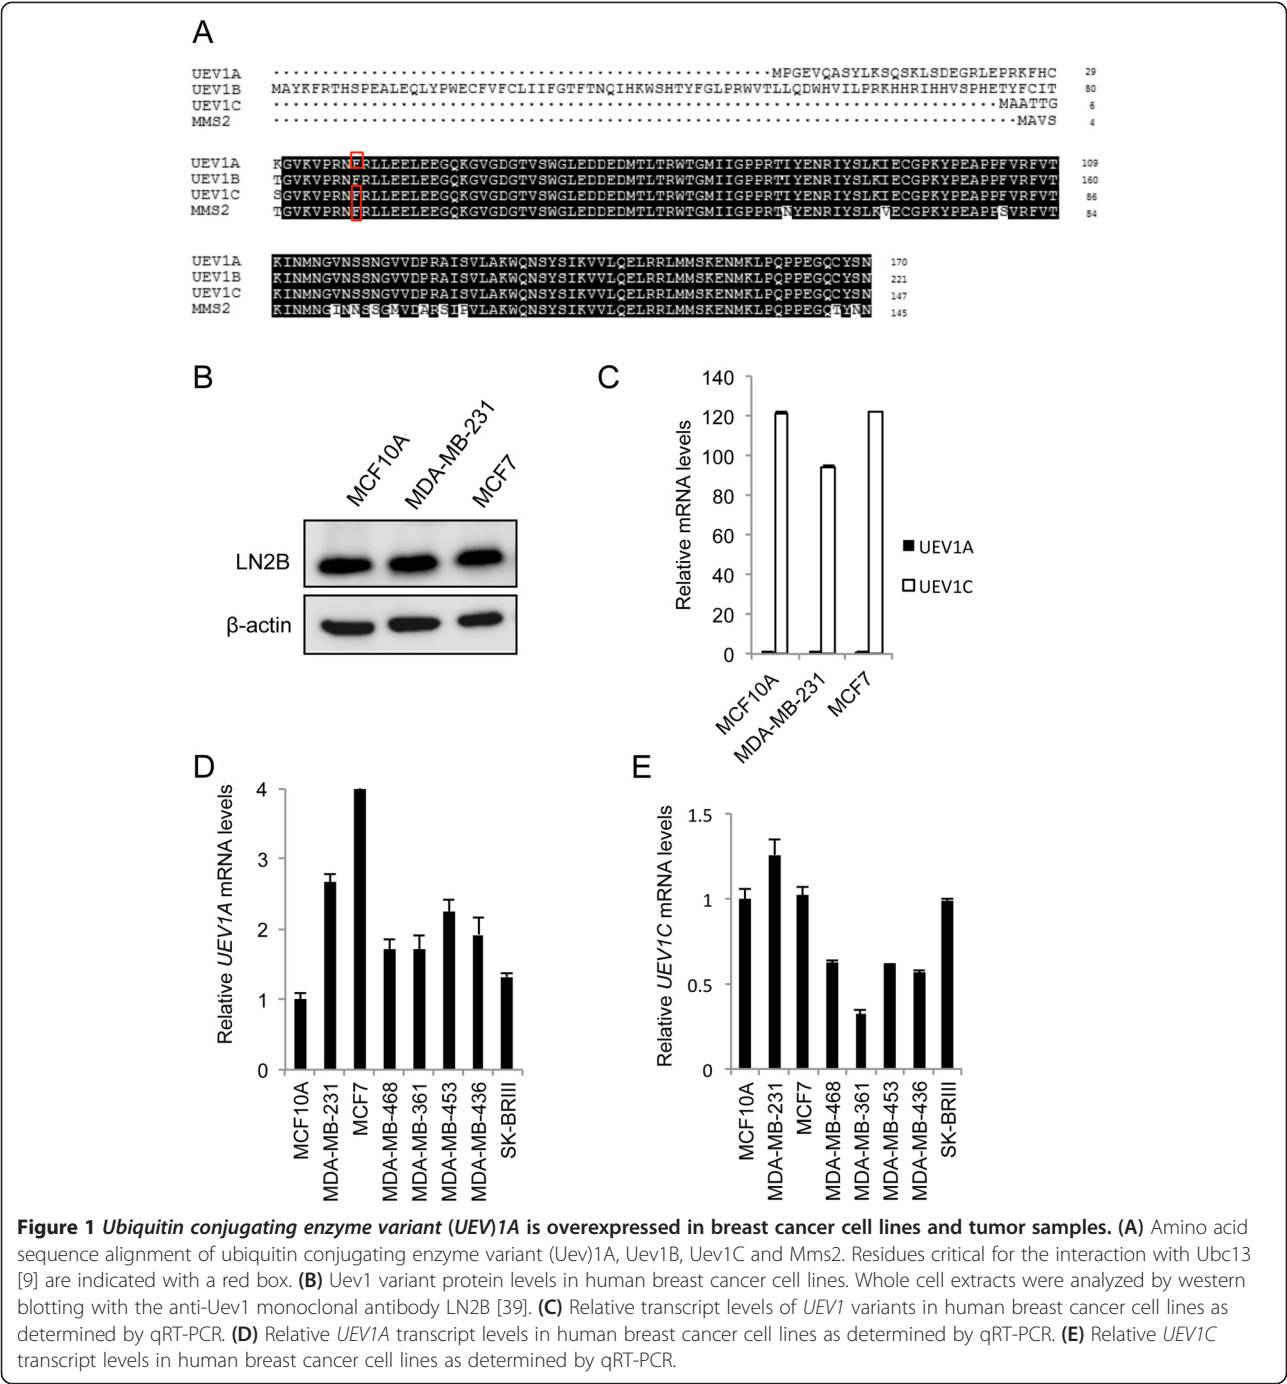 A
UEV1A ···················································MPGEVQASYLKSQSKLSDEGRLEPRKFHC 29
UEV1B MAYKFRTHSPEALEQLYPWECFVFCLIIFGTFTNQIHKWSHTYFGLPRWVTLLQDWHVILPRKHHRIHHVSPHETYFCIT 80
UEV1C ··········································································MAATTG 6
MMS2 ············································································MAVS 4
UEV1A KGVKVPRNFRLLEELEEGQKGVGDGTVSWGLEDDEDMTLTRWTGMIIGPPRTIYENRIYSLKIECGPKYPEAPPFVRFVT 109
UEV1B TGVKVPRNFRLLEELEEGQKGVGDGTVSWGLEDDEDMTLTRWTGMIIGPPRTIYENRIYSLKIECGPKYPEAPPFVRFVT 160
UEV1C SGVKVPRNFRLLEELEEGQKGVGDGTVSWGLEDDEDMTLTRWTGMIIGPPRTIYENRIYSLKIECGPKYPEAPPFVRFVT 86
MMS2 TGVKVPRNFRLLEELEEGQKGVGDGTVSWGLEDDEDMTLTRWTGMIIGPPRTNYENRIYSLKVECGPKYPEAPPSVRFVT 84
UEV1A KINMNGVNSSNGVVDPRAISVLAKWQNSYSIKVVLQELRRLMMSKENMKLPQPPEGQCYSN 170
UEV1B KINMNGVNSSNGVVDPRAISVLAKWQNSYSIKVVLQELRRLMMSKENMKLPQPPEGQCYSN 221
UEV1C KINMNGVNSSNGVVDPRAISVLAKWQNSYSIKVVLQELRRLMMSKENMKLPQPPEGQCYSN 147
MMS2 KINMNGINNSSGMVDARSIPVLAKWQNSYSIKVVLQELRRLMMSKENMKLPQPPEGQTYNN 145
B
MCF10A
MDA-MB-231
MCF7
LN2B
β-actin
C
Relative mRNA levels
140
120
100
80
60
40
20
0
MCF10A
MDA-MB-231
MCF7
UEV1A
UEV1C
D
Relative UEV1A mRNA levels
4
3
2
1
0
MCF10A
MDA-MB-231
MCF7
MDA-MB-468
MDA-MB-361
MDA-MB-453
MDA-MB-436
SK-BRIII
E
Relative UEV1C mRNA levels
1.5
1
0.5
0
MCF10A
MDA-MB-231
MCF7
MDA-MB-468
MDA-MB-361
MDA-MB-453
MDA-MB-436
SK-BRIII
Figure 1 Ubiquitin conjugating enzyme variant (UEV)1A is overexpressed in breast cancer cell lines and tumor samples. (A) Amino acid
sequence alignment of ubiquitin conjugating enzyme variant (Uev)1A, Uev1B, Uev1C and Mms2. Residues critical for the interaction with Ubc13
[9] are indicated with a red box. (B) Uev1 variant protein levels in human breast cancer cell lines. Whole cell extracts were analyzed by western
blotting with the anti-Uev1 monoclonal antibody LN2B [39]. (C) Relative transcript levels of UEV1 variants in human breast cancer cell lines as
determined by qRT-PCR. (D) Relative UEV1A transcript levels in human breast cancer cell lines as determined by qRT-PCR. (E) Relative UEV1C
transcript levels in human breast cancer cell lines as determined by qRT-PCR.